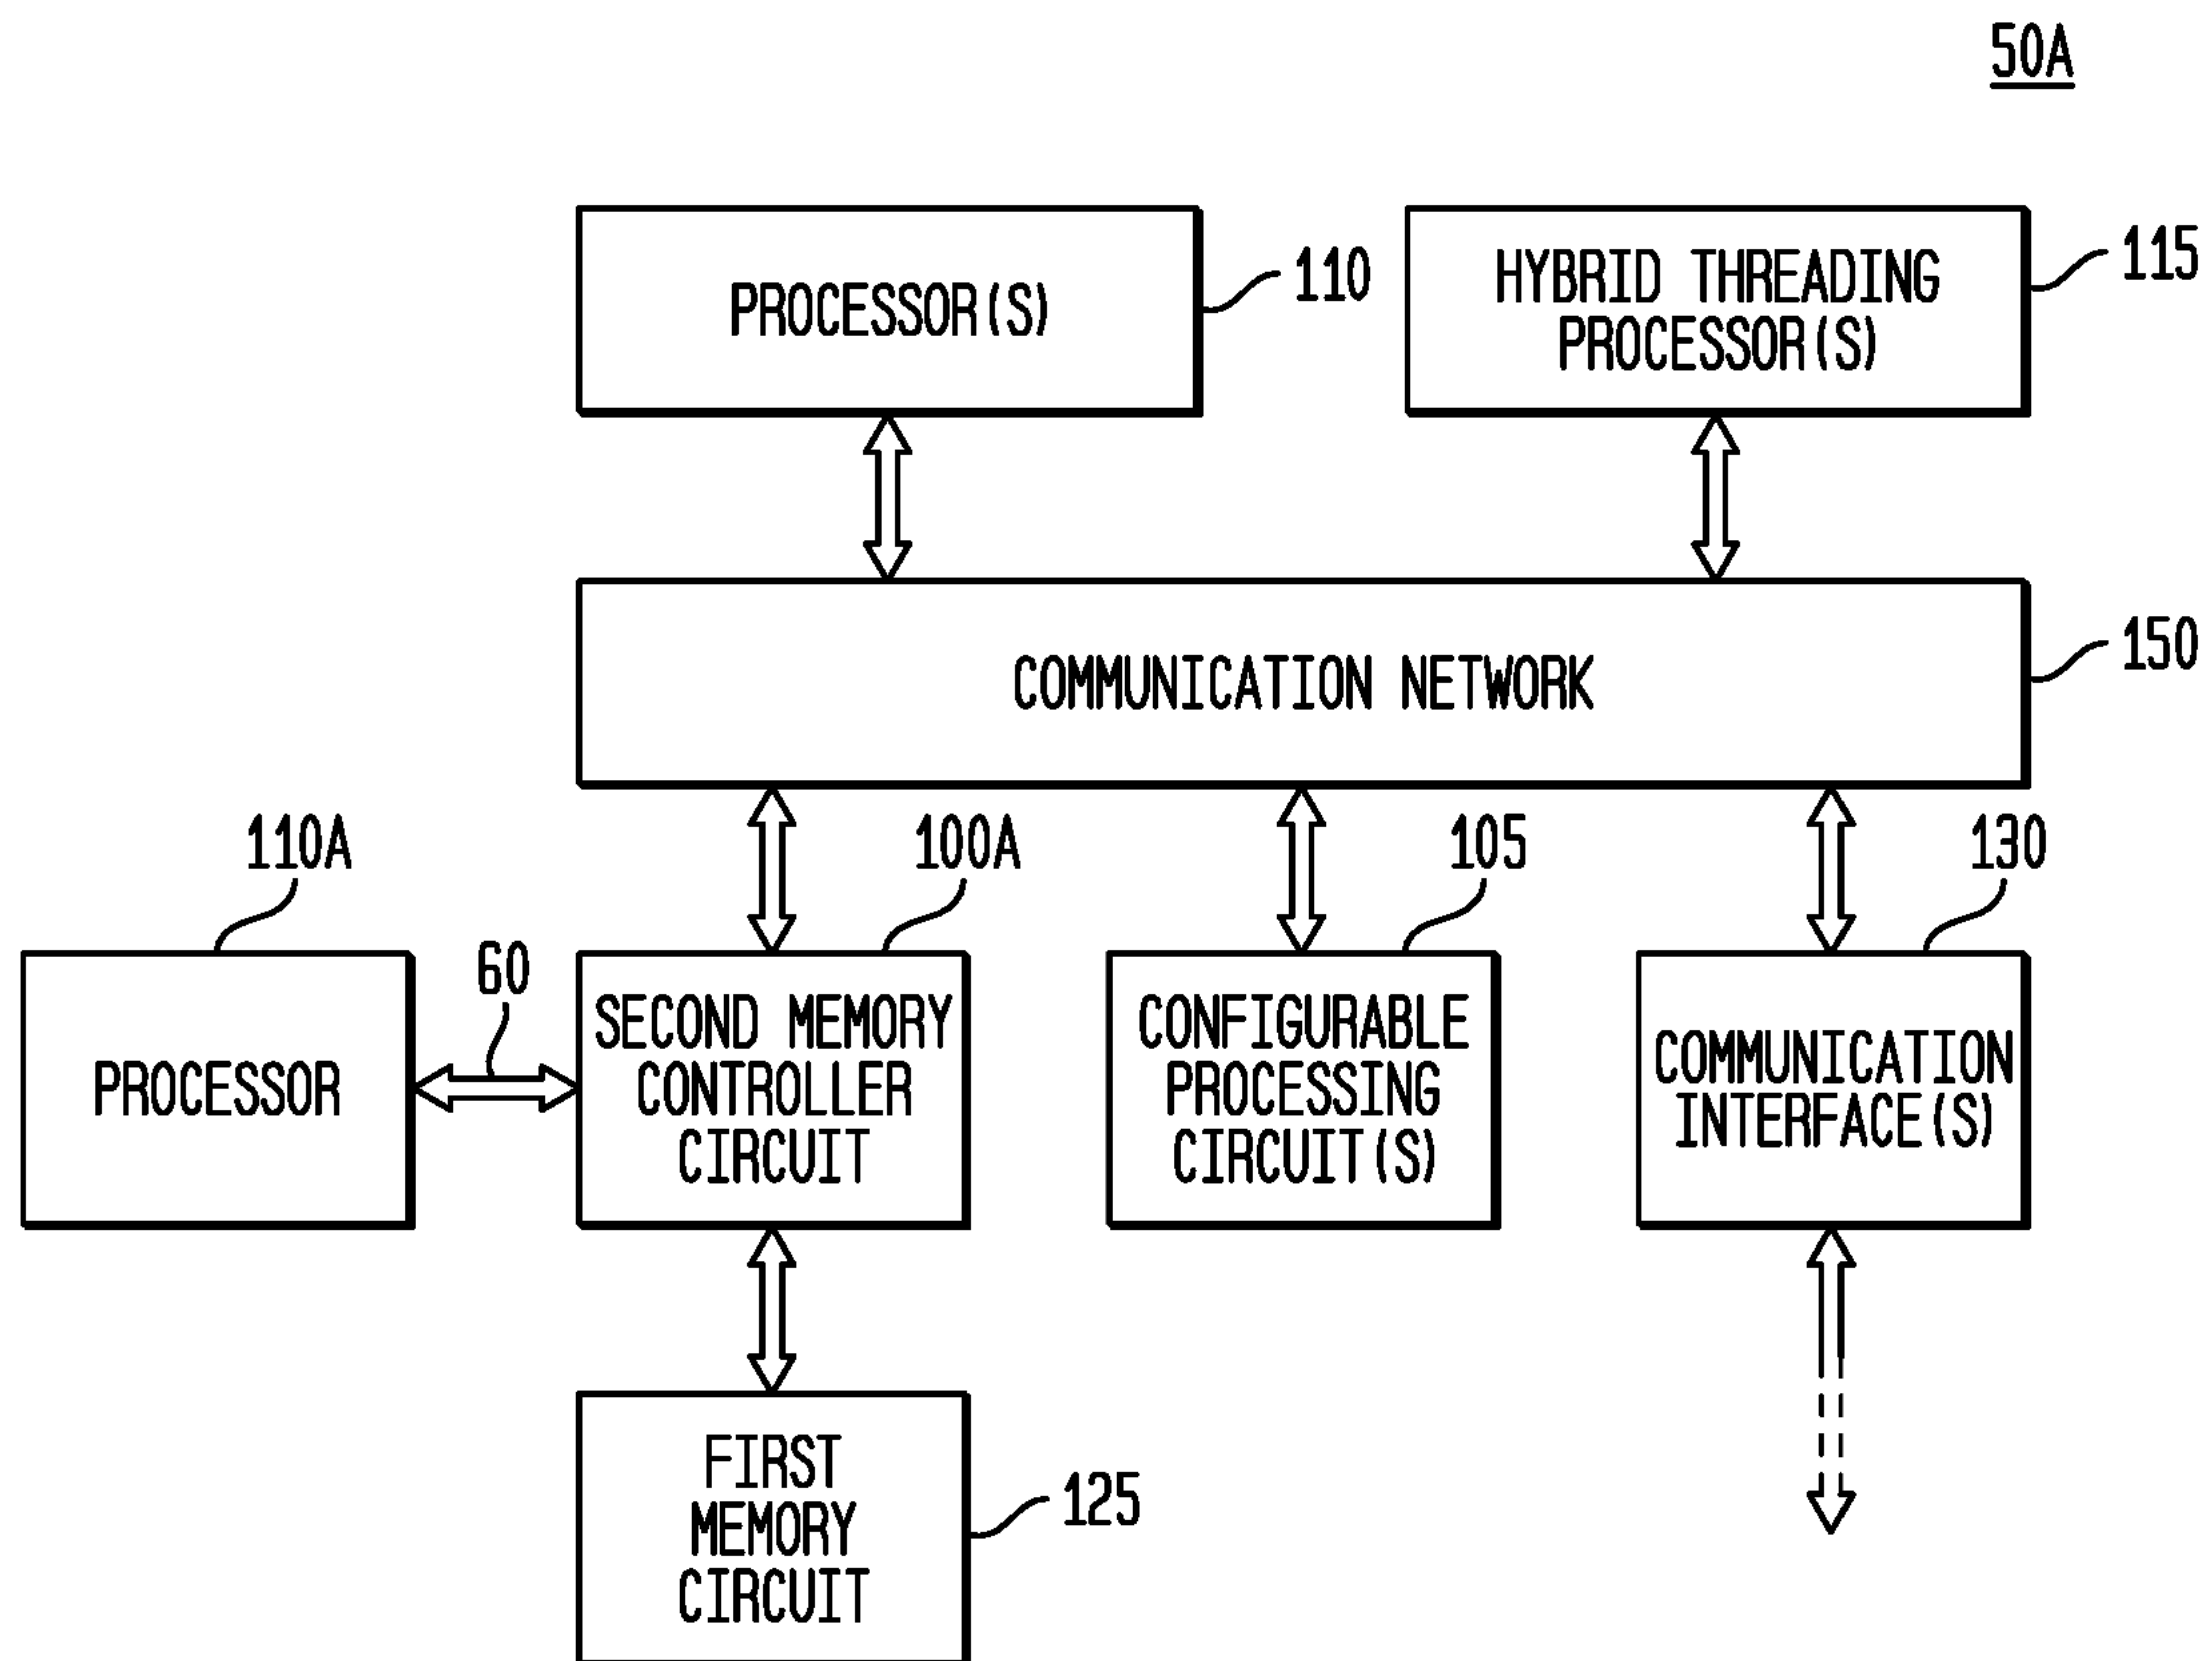 50A
PROCESSOR(S)
110
HYBRID THREADING
PROCESSOR(S)
115
COMMUNICATION NETWORK
150
110A
100A
105
130
60
PROCESSOR
SECOND MEMORY
CONTROLLER
CIRCUIT
CONFIGURABLE
PROCESSING
CIRCUIT(S)
COMMUNICATION
INTERFACE(S)
FIRST
MEMORY
CIRCUIT
125